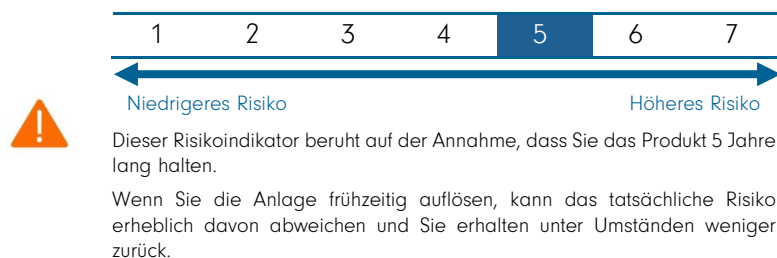 1 2 3 4 5 6 7
Niedrigeres Risiko Höheres Risiko
Dieser Risikoindikator beruht auf der Annahme, dass Sie das Produkt 5 Jahre
lang halten.
Wenn Sie die Anlage frühzeitig auflösen, kann das tatsächliche Risiko
erheblich davon abweichen und Sie erhalten unter Umständen weniger
zurück.